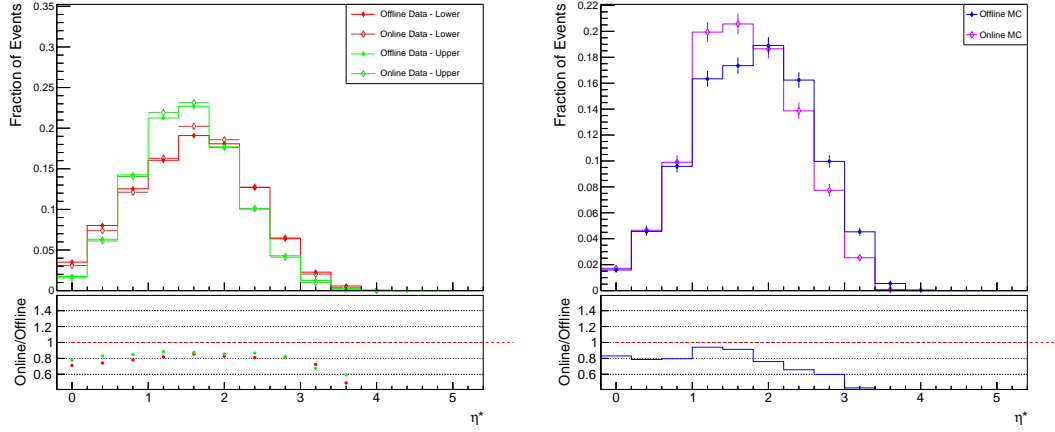 Fraction of Events
0.35
0.3
0.25
0.2
0.15
0.1
0.05
0
Offline Data - Lower
Online Data - Lower
Offline Data - Upper
Online Data - Upper
Online/Offline
1.4
1.2
1
0.8
0.6
0 1 2 3 4 5
η*
Fraction of Events
0.22
0.2
0.18
0.16
0.14
0.12
0.1
0.08
0.06
0.04
0.02
0
Offline MC
Online MC
Online/Offline
1.4
1.2
1
0.8
0.6
0 1 2 3 4 5
η*